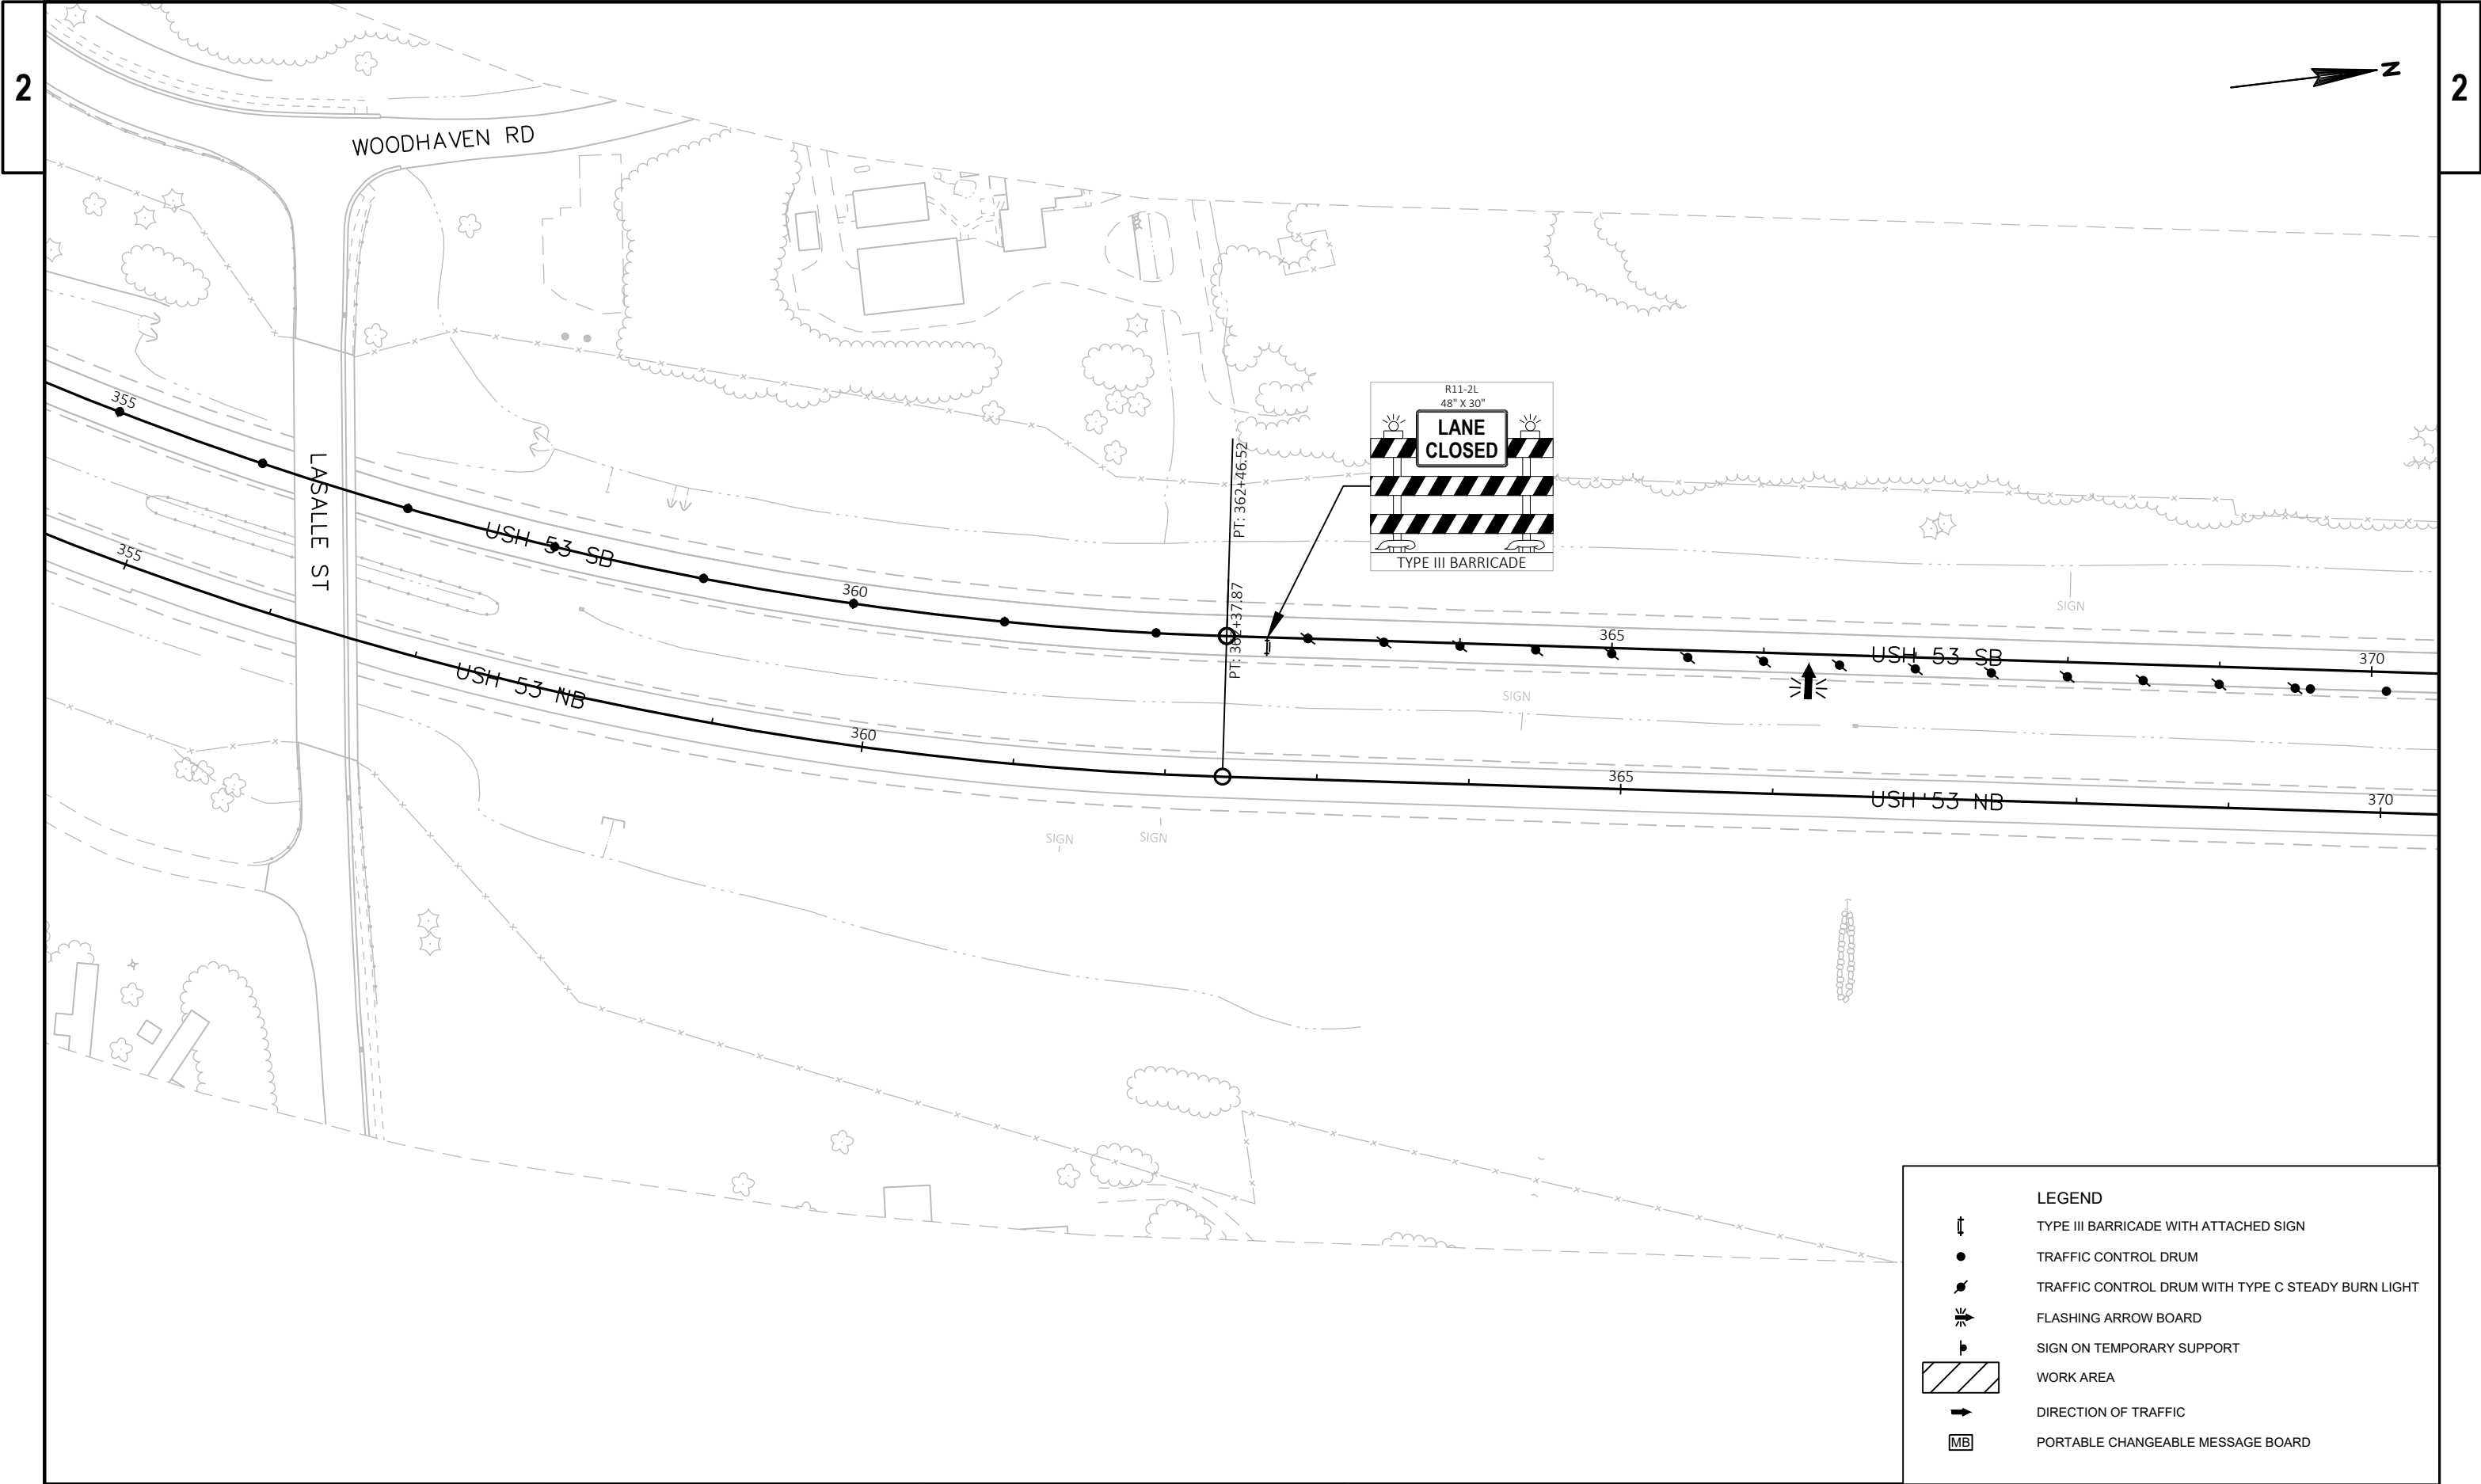 2
2
N
WOODHAVEN RD
LASALLE ST
R11-2L
48" X 30"
LANE
CLOSED
TYPE III BARRICADE
PT: 362+46.52
PT: 362+37.87
355
USH 53 SB
360
365
USH 53 SB
370
SIGN
SIGN
355
USH 53 NB
360
365
USH 53 NB
370
SIGN
SIGN
LEGEND
TYPE III BARRICADE WITH ATTACHED SIGN
TRAFFIC CONTROL DRUM
TRAFFIC CONTROL DRUM WITH TYPE C STEADY BURN LIGHT
FLASHING ARROW BOARD
SIGN ON TEMPORARY SUPPORT
WORK AREA
DIRECTION OF TRAFFIC
MB PORTABLE CHANGEABLE MESSAGE BOARD